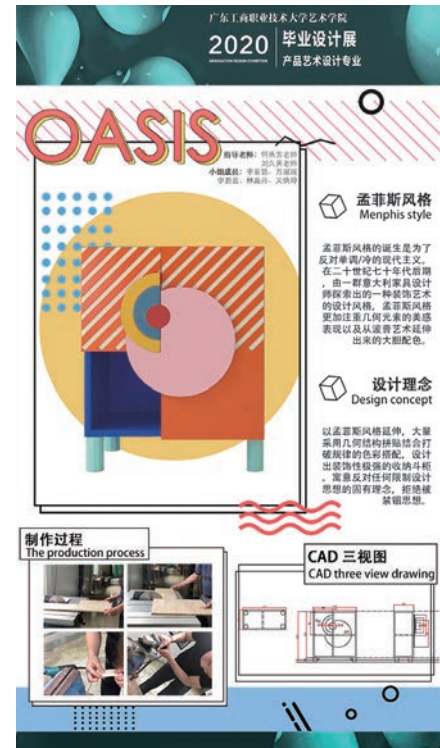 广东工商职业技术大学艺术学院
2020
GRADUATION DESIGN EXHIBITION
毕业设计展
产品艺术设计专业
OASIS
指导老师：
小组成员：
孟菲斯风格
Menphis style
孟菲斯风格的诞生是为了
反对单调/冷的现代主义。
在二十世纪七十年代后期
，由一群意大利家具设计
师探索出的一种装饰艺术
的设计风格，孟菲斯风格
更加注重几何元素的美感
表现以及从波普艺术延伸
出来的大胆配色。
设计理念
Design concept
以孟菲斯风格延伸，大量
采用几何结构拼贴结合打
破规律的色彩搭配，设计
出装饰性极强的收纳斗柜
。寓意反对任何限制设计
思想的固有理念，拒绝被
禁锢思想。
制作过程
The production process
CAD 三视图
CAD three view drawing